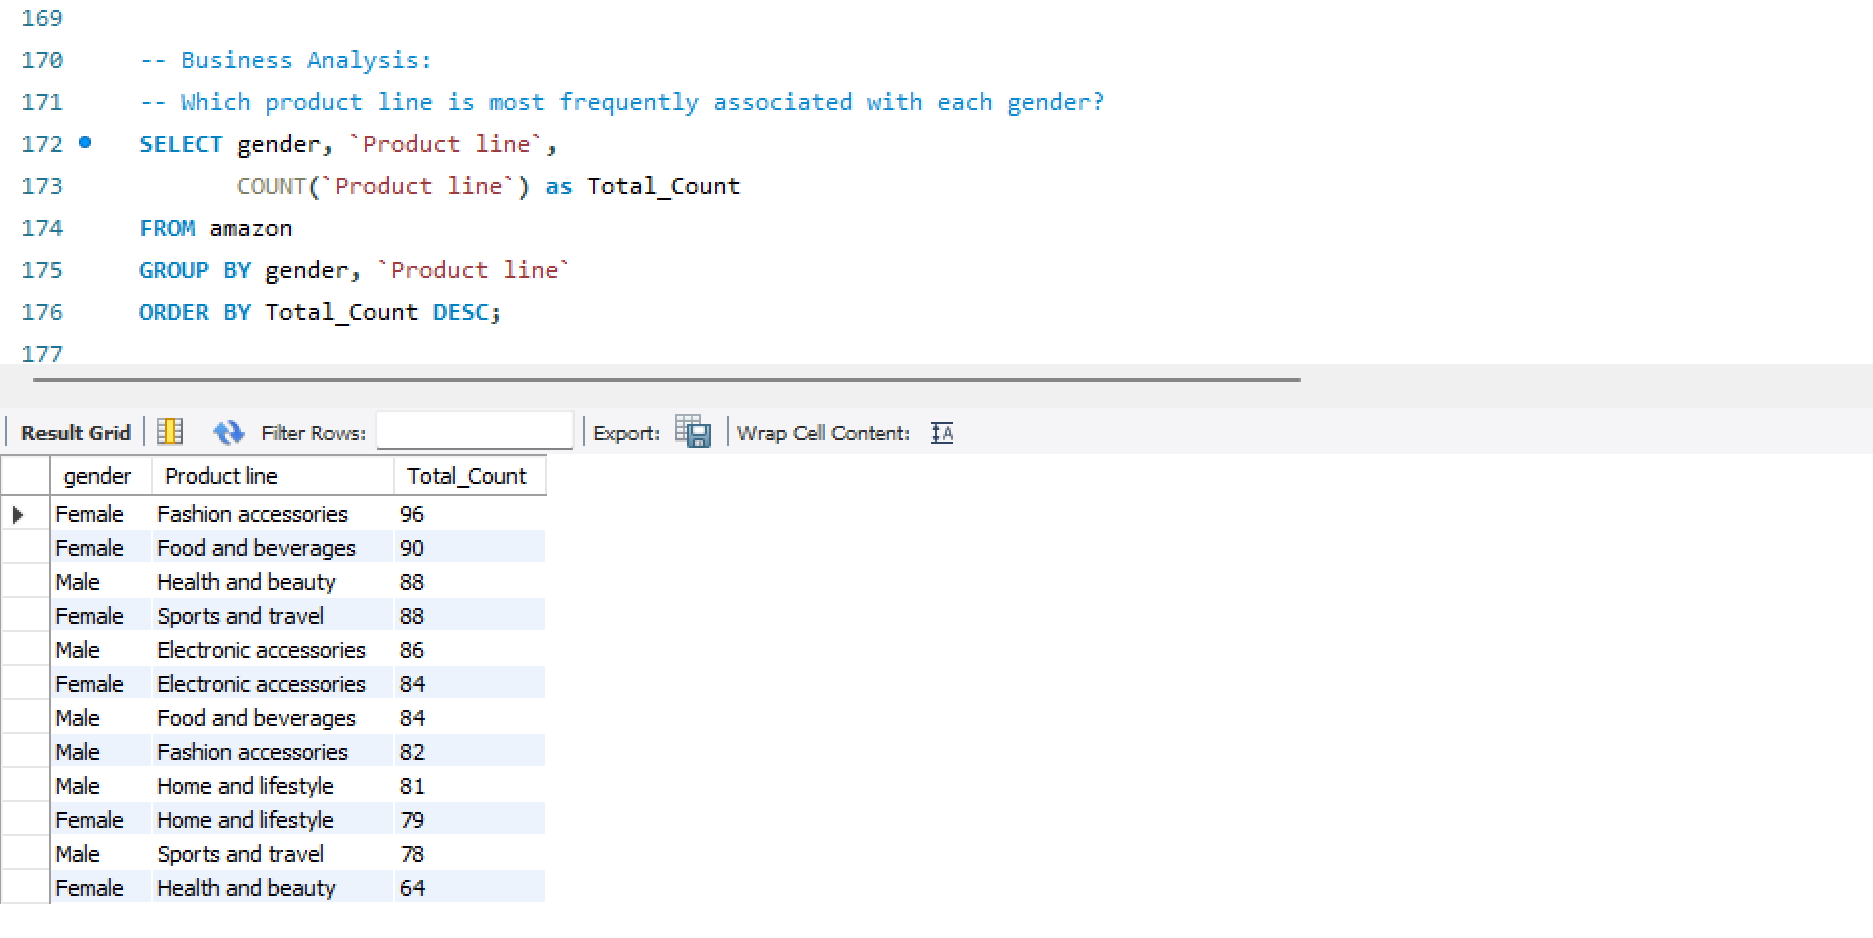 169
170 -- Business Analysis:
171 -- Which product line is most frequently associated with each gender?
172 SELECT gender, `Product line`,
173 COUNT(`Product line`) as Total_Count
174 FROM amazon
175 GROUP BY gender, `Product line`
176 ORDER BY Total_Count DESC;
177
Result Grid Filter Rows: Export: Wrap Cell Content: IA
gender Product line Total_Count
Female Fashion accessories 96
Female Food and beverages 90
Male Health and beauty 88
Female Sports and travel 88
Male Electronic accessories 86
Female Electronic accessories 84
Male Food and beverages 84
Male Fashion accessories 82
Male Home and lifestyle 81
Female Home and lifestyle 79
Male Sports and travel 78
Female Health and beauty 64